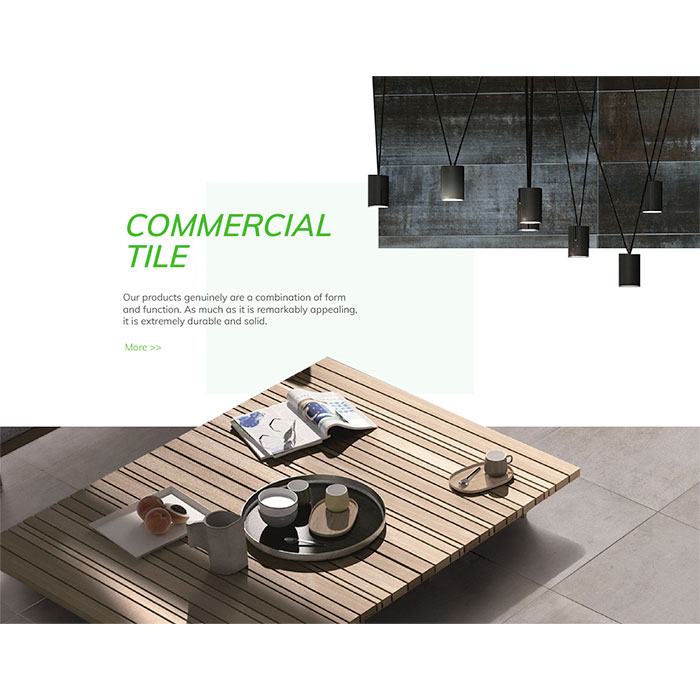 COMMERCIAL
TILE
Our products genuinely are a combination of form
and function. As much as it is remarkably appealing,
it is extremely durable and solid.
More >>